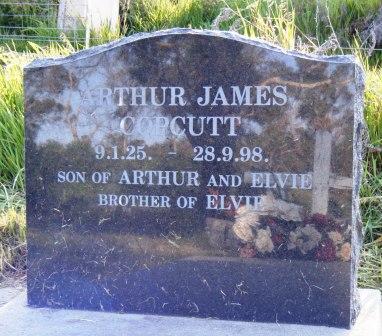 ARTHUR JAMES
COPCUTT
9.1.25. - 28.9.98.
SON OF ARTHUR AND ELVIE
BROTHER OF ELVIE